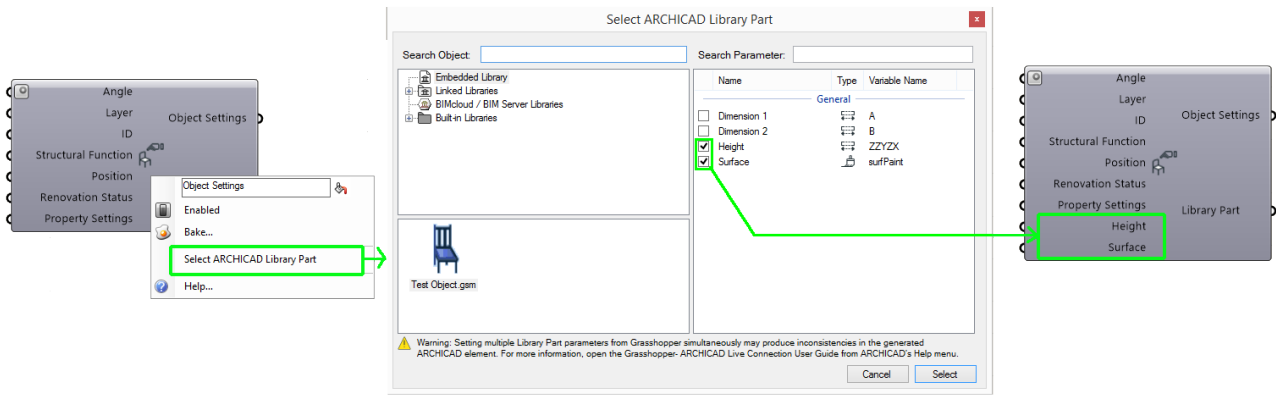 Angle
Layer
ID
Structural Function
Position
Renovation Status
Property Settings
Object Settings
Object Settings
Enabled
Bake...
Select ARCHICAD Library Part
Help...
Select ARCHICAD Library Part
x
Search Object:
Search Parameter:
Embedded Library
Linked Libraries
BIMcloud / BIM Server Libraries
Built-in Libraries
Test Object.gsm
Name Type Variable Name
General
Dimension 1 A
Dimension 2 B
Height ZZYZX
Surface surfPaint
Warning: Setting multiple Library Part parameters from Grasshopper simultaneously may produce inconsistencies in the generated
ARCHICAD element. For more information, open the Grasshopper- ARCHICAD Live Connection User Guide from ARCHICAD's Help menu.
Cancel Select
Angle
Layer
ID
Structural Function
Position
Renovation Status
Property Settings
Height
Surface
Object Settings
Library Part